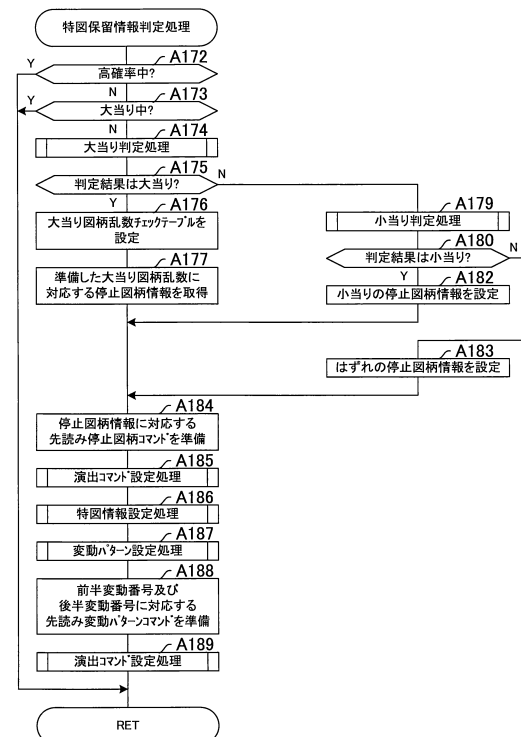 特図保留情報判定処理
A172
Y
高確率中?
N
A173
Y
大当り中?
N
A174
大当り判定処理
A175
判定結果は大当り?
N
Y
A176
大当り図柄乱数チェックテーブルを
設定
A177
準備した大当り図柄乱数に
対応する停止図柄情報を取得
A179
小当り判定処理
A180
判定結果は小当り?
N
Y
A182
小当りの停止図柄情報を設定
A183
はずれの停止図柄情報を設定
A184
停止図柄情報に対応する
先読み停止図柄コマンドを準備
A185
演出コマンド設定処理
A186
特図情報設定処理
A187
変動パターン設定処理
A188
前半変動番号及び
後半変動番号に対応する
先読み変動パターンコマンドを準備
A189
演出コマンド設定処理
RET